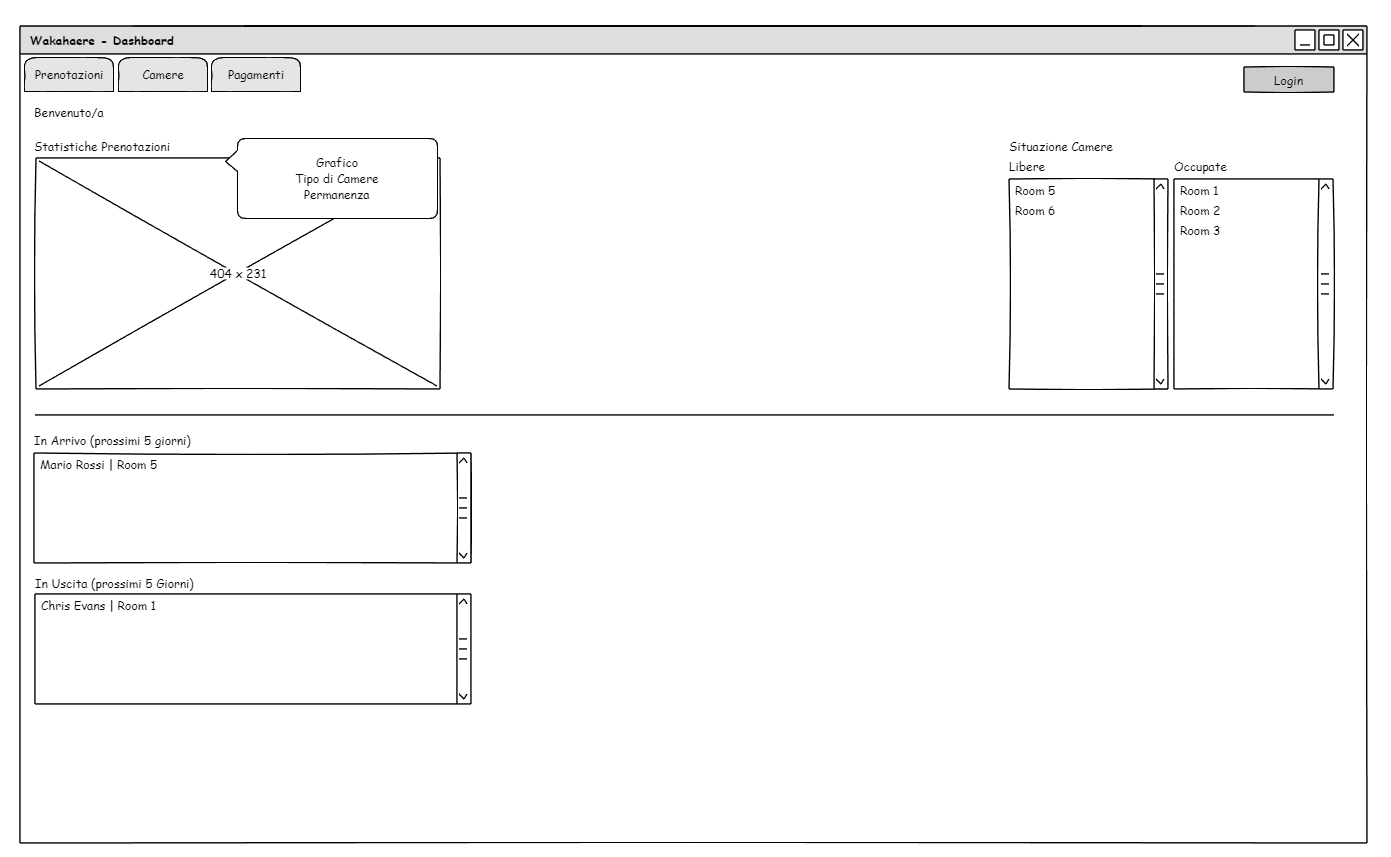 Wakahaere - Dashboard
Prenotazioni
Camere
Pagamenti
Login
Benvenuto/a
Statistiche Prenotazioni
Grafico
Tipo di Camere
Permanenza
404 x 231
Situazione Camere
Libere
Room 5
Room 6
Occupate
Room 1
Room 2
Room 3
In Arrivo (prossimi 5 giorni)
Mario Rossi | Room 5
In Uscita (prossimi 5 Giorni)
Chris Evans | Room 1